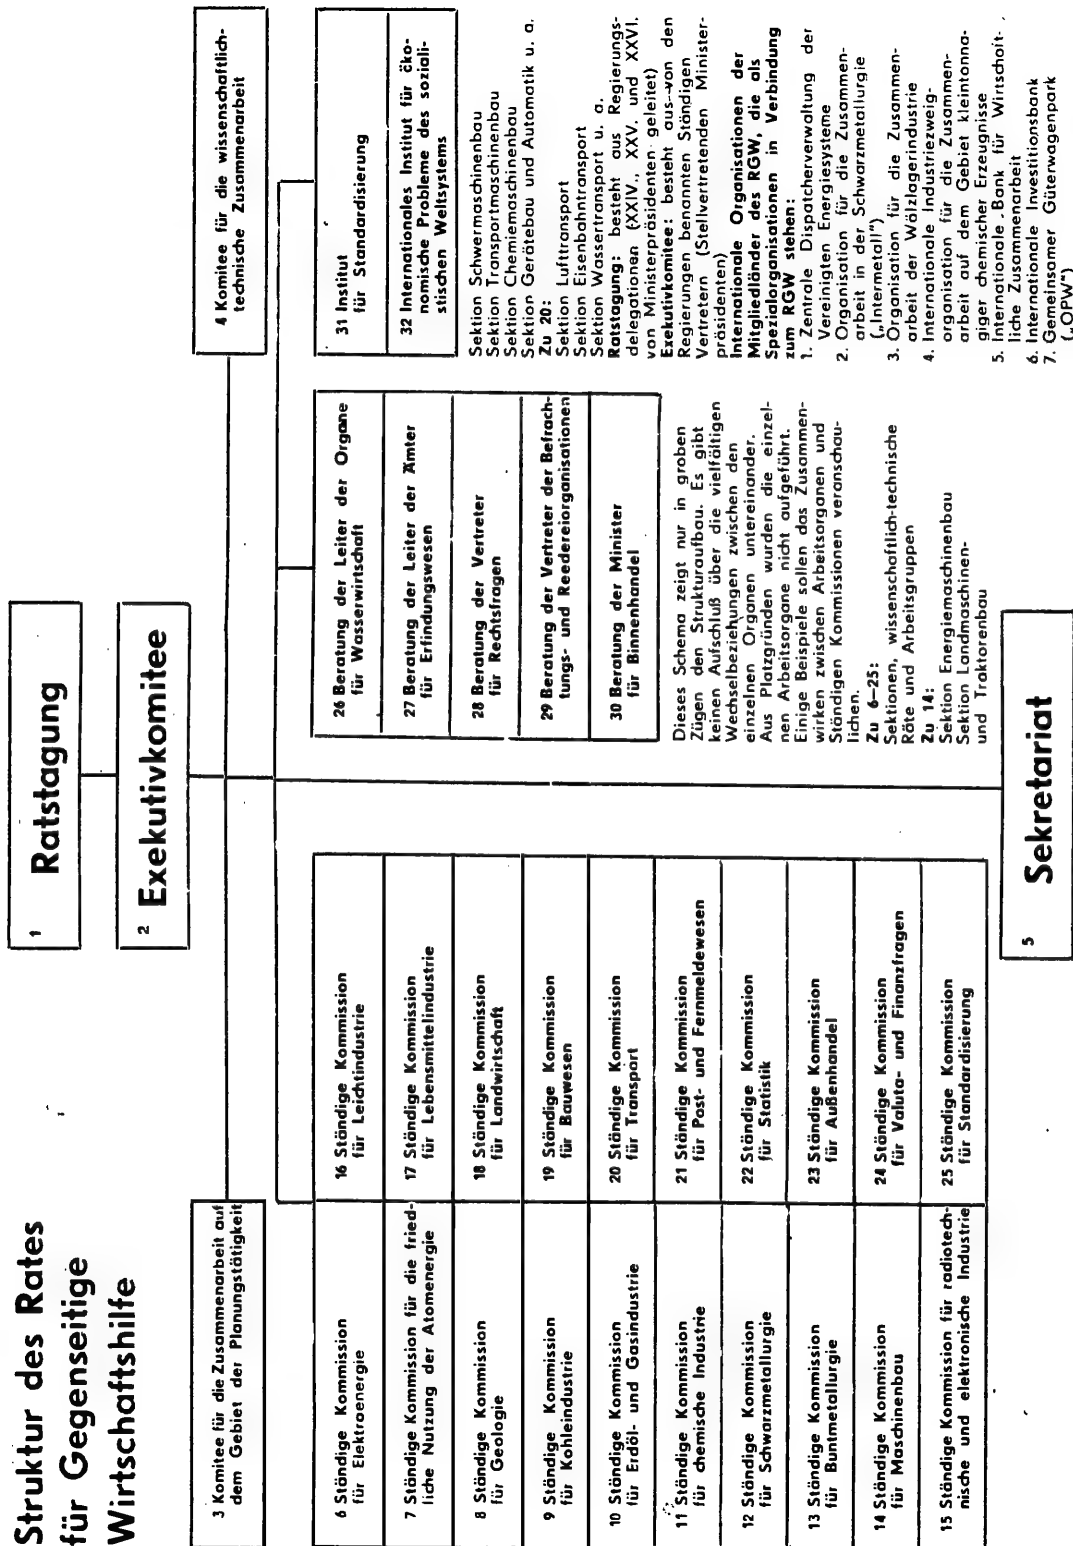 Struktur des Rates
für Gegenseitige
Wirtschaftshilfe
1 Ratstagung
2 Exekutivkomitee
3 Komitee für die Zusammenarbeit auf
dem Gebiet der Planungstätigkeit
4 Komitee für die wissenschaftlich-
technische Zusammenarbeit
6 Ständige Kommission
für Elektroenergie
7 Ständige Kommission für die fried-
liche Nutzung der Atomenergie
8 Ständige Kommission
für Geologie
9 Ständige Kommission
für Kohleindustrie
10 Ständige Kommission
für Erdöl- und Gasindustrie
11 Ständige Kommission
für chemische Industrie
12 Ständige Kommission
für Schwarzmetallurgie
13 Ständige Kommission
für Buntmetallurgie
14 Ständige Kommission
für Maschinenbau
15 Ständige Kommission für radiotech-
nische und elektronische Industrie
16 Ständige Kommission
für Leichtindustrie
17 Ständige Kommission
für Lebensmittelindustrie
18 Ständige Kommission
für Landwirtschaft
19 Ständige Kommission
für Bauwesen
20 Ständige Kommission
für Transport
21 Ständige Kommission
für Post- und Fernmeldewesen
22 Ständige Kommission
für Statistik
23 Ständige Kommission
für Außenhandel
24 Ständige Kommission
für Valuta- und Finanzfragen
25 Ständige Kommission
für Standardisierung
26 Beratung der Leiter der Organe
für Wasserwirtschaft
27 Beratung der Leiter der Ämter
für Erfindungswesen
28 Beratung der Vertreter
für Rechtsfragen
29 Beratung der Vertreter der Befrach-
tungs- und Reedereiorganisationen
30 Beratung der Minister
für Binnenhandel
31 Institut
für Standardisierung
32 Internationales Institut für öko-
nomische Probleme des soziali-
stischen Weltsystems
Dieses Schema zeigt nur in groben
Zügen den Strukturaufbau. Es gibt
keinen Aufschluß über die vielfältigen
Wechselbeziehungen zwischen den
einzelnen Organen untereinander.
Aus Platzgründen wurden die einzel-
nen Arbeitsorgane nicht aufgeführt.
Einige Beispiele sollen das Zusammen-
wirken zwischen Arbeitsorganen und
Ständigen Kommissionen veranschau-
lichen.
Zu 6–25:
Sektionen, wissenschaftlich-technische
Räte und Arbeitsgruppen
Zu 14:
Sektion Energiemaschinenbau
Sektion Landmaschinen-
und Traktorenbau
Sektion Schwermaschinenbau
Sektion Transportmaschinenbau
Sektion Chemiemaschinenbau
Sektion Gerätebau und Automatik u. a.
Zu 20:
Sektion Lufttransport
Sektion Eisenbahntransport
Sektion Wassertransport u. a.
Ratstagung: besteht aus Regierungs-
delegationen (XXIV., XXV. und XXVI.
von Ministerpräsidenten geleitet)
Exekutivkomitee: besteht aus von den
Regierungen benannten Ständigen
Vertretern (Stellvertretenden Minister-
präsidenten)
Internationale Organisationen der
Mitgliedländer des RGW, die als
Spezialorganisationen in Verbindung
zum RGW stehen:
1. Zentrale Dispatcherverwaltung der
Vereinigten Energiesysteme
2. Organisation für die Zusammen-
arbeit in der Schwarzmetallurgie
(„Intermetall")
3. Organisation für die Zusammen-
arbeit der Wälzlagerindustrie
4. Internationale Industriezweig-
organisation für die Zusammen-
arbeit auf dem Gebiet kleintonna-
giger chemischer Erzeugnisse
5. Internationale Bank für Wirtschaft-
liche Zusammenarbeit
6. Internationale Investitionsbank
7. Gemeinsamer Güterwagenpark
(„OPW")
5 Sekretariat